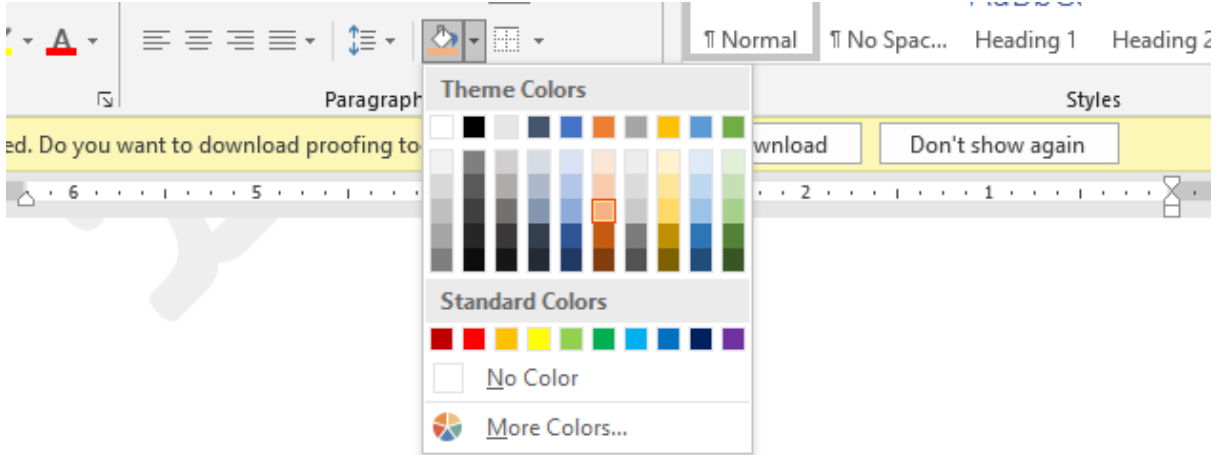 A
¶ Normal ¶ No Spac... Heading 1 Heading 2
Paragraph
Styles
Theme Colors
ed. Do you want to download proofing to
wnload
Don't show again
6 5 2 1
Standard Colors
No Color
More Colors...